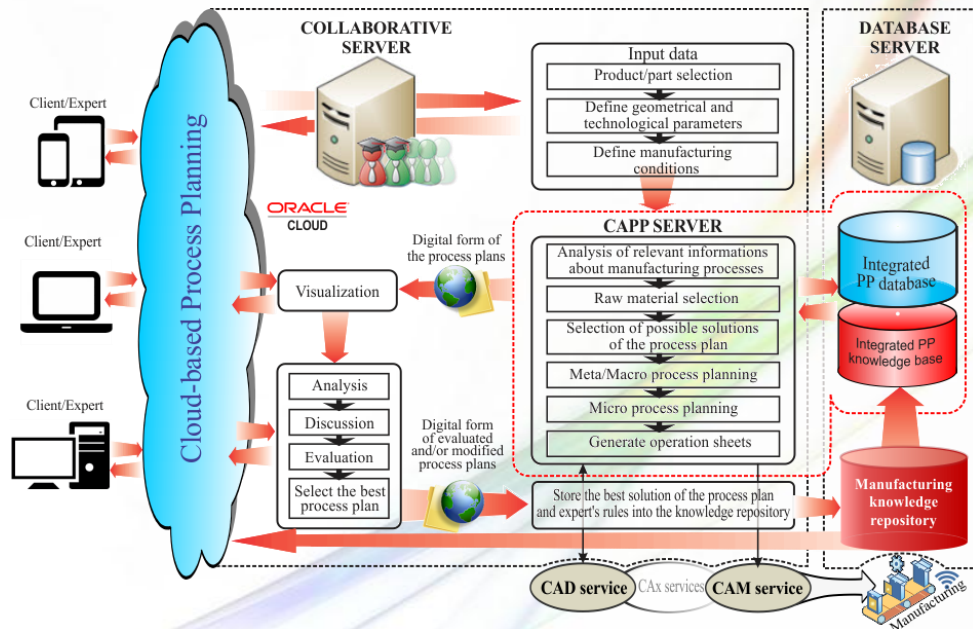 COLLABORATIVE
SERVER
DATABASE
SERVER
Input data
Product/part selection
Define geometrical and
technological parameters
Define manufacturing
conditions
Client/Expert
Client/Expert
Client/Expert
Cloud-based Process Planning
ORACLE
CLOUD
Digital form of
the process plans
Visualization
CAPP SERVER
Analysis of relevant informations
about manufacturing processes
Raw material selection
Selection of possible solutions
of the process plan
Meta/Macro process planning
Micro process planning
Generate operation sheets
Integrated
PP database
Integrated PP
knowledge base
Analysis
Discussion
Evaluation
Select the best
process plan
Digital form
of evaluated
and/or modified
process plans
Store the best solution of the process plan
and expert's rules into the knowledge repository
Manufacturing
knowledge
repository
CAD service
CAx services
CAM service
Manufacturing